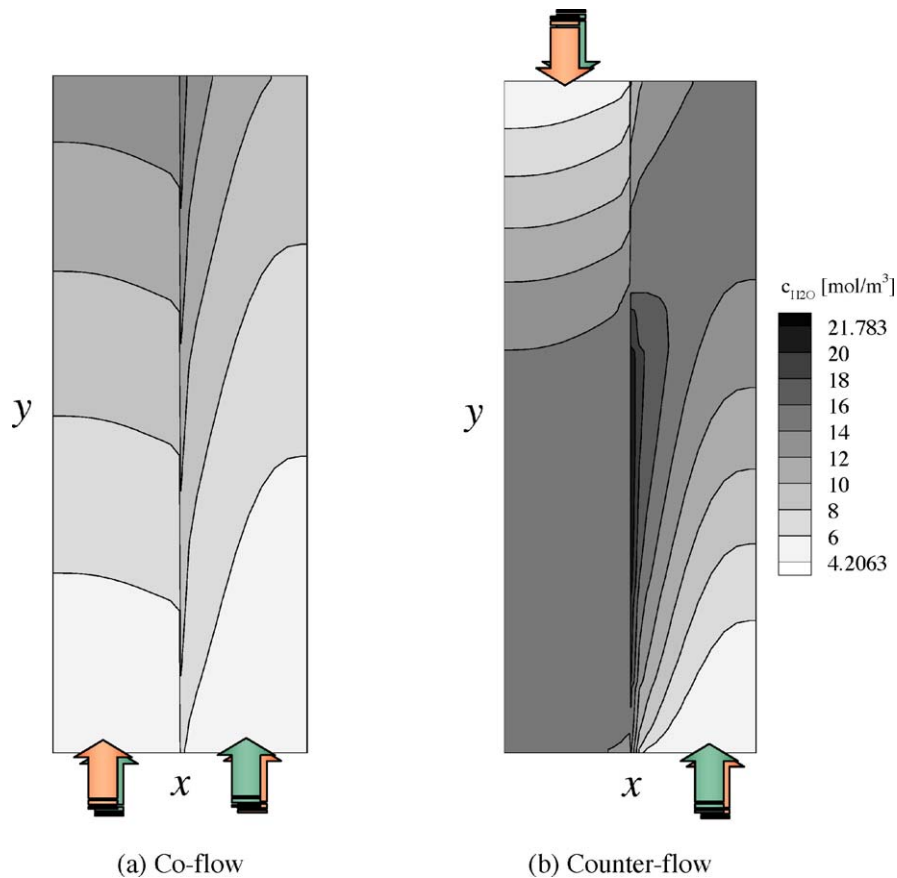 y
x
(a) Co-flow
y
x
(b) Counter-flow
c_H2O [mol/m³]
21.783
20
18
16
14
12
10
8
6
4.2063